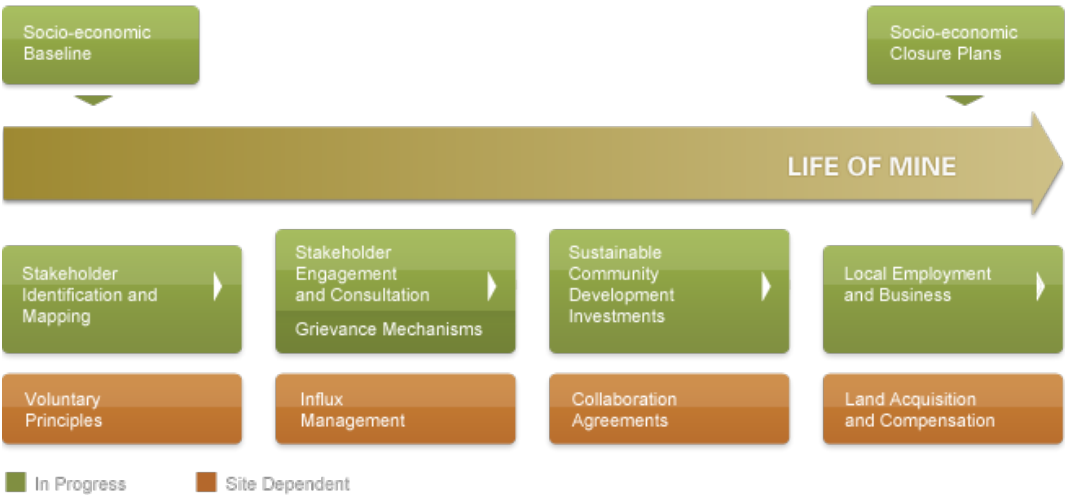 Socio-economic
Baseline
Socio-economic
Closure Plans
LIFE OF MINE
Stakeholder
Identification and
Mapping
Stakeholder
Engagement
and Consultation
Grievance Mechanisms
Sustainable
Community
Development
Investments
Local Employment
and Business
Voluntary
Principles
Influx
Management
Collaboration
Agreements
Land Acquisition
and Compensation
In Progress
Site Dependent